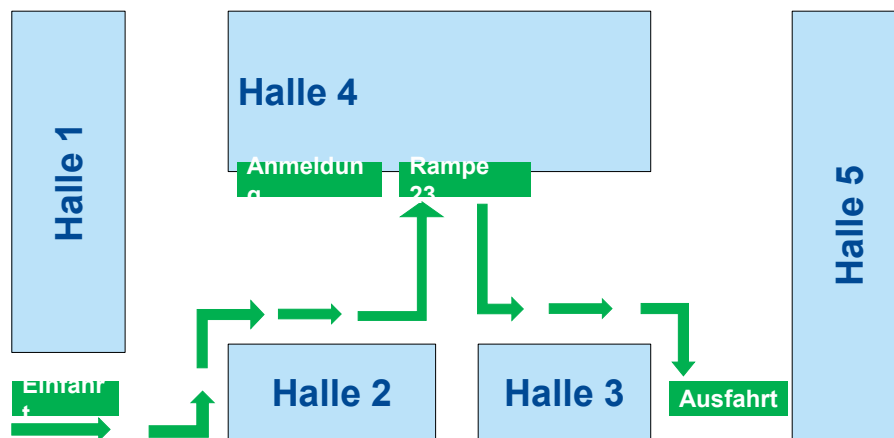 Halle 1
Halle 4
Anmeldun
g
Rampe
23
Halle 5
Einfahr
t
Halle 2
Halle 3
Ausfahrt